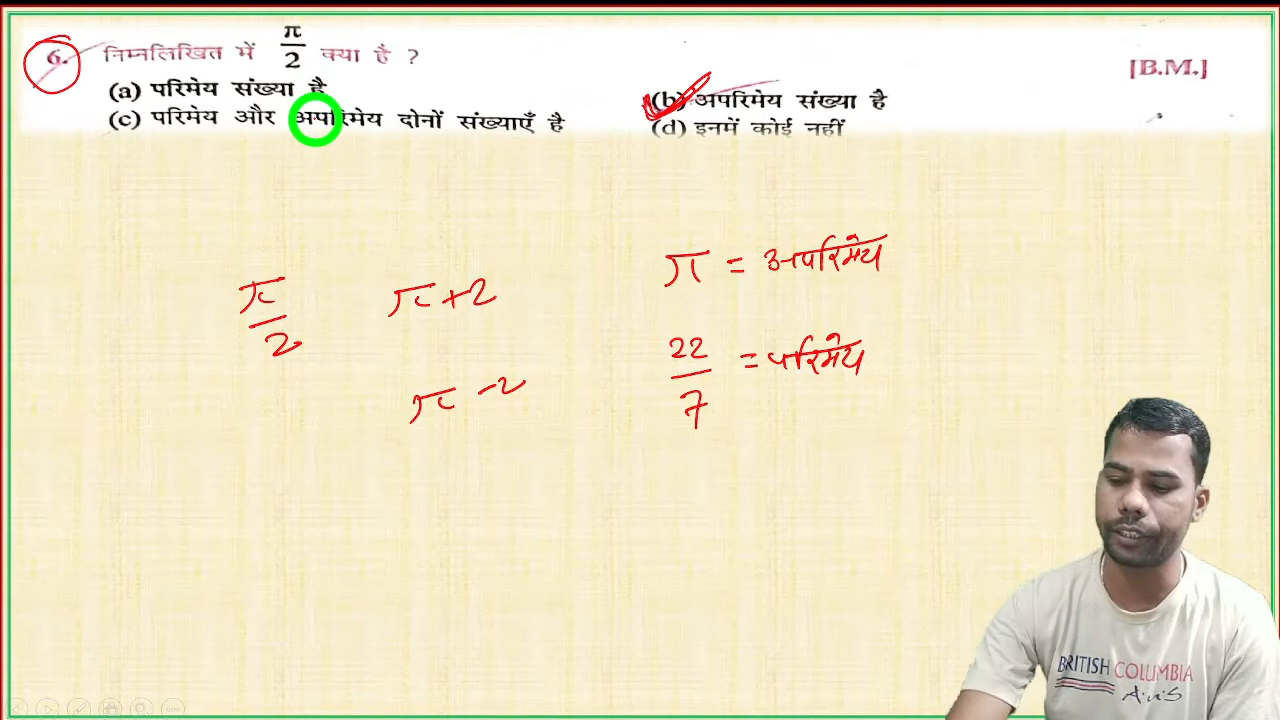 6. निम्नलिखित में π/2 क्या है ?
[B.M.]
(a) परिमेय संख्या है
(b) अपरिमेय संख्या है
(c) परिमेय और अपरिमेय दोनों संख्याएँ है
(d) इनमें कोई नहीं
π/2
π+2
π-2
π = अपरिमेय
22/7 = परिमेय
BRITISH COLUMBIA